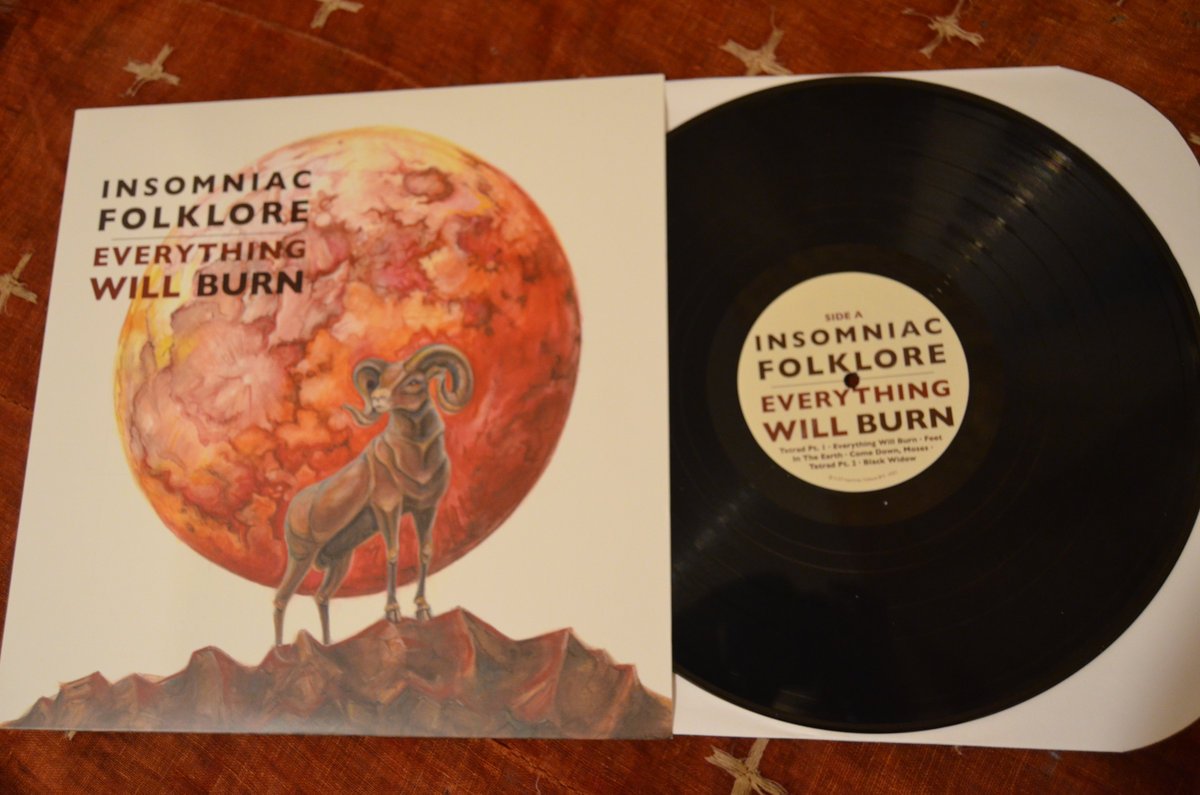 INSOMNIAC
FOLKLORE
EVERYTHING
WILL BURN
SIDE A
INSOMNIAC
FOLKLORE
EVERYTHING
WILL BURN
Tetrad Pt. 1 · Everything Will Burn · Feet
In The Earth · Come Down, Moses ·
Tetrad Pt. 2 · Black Widow